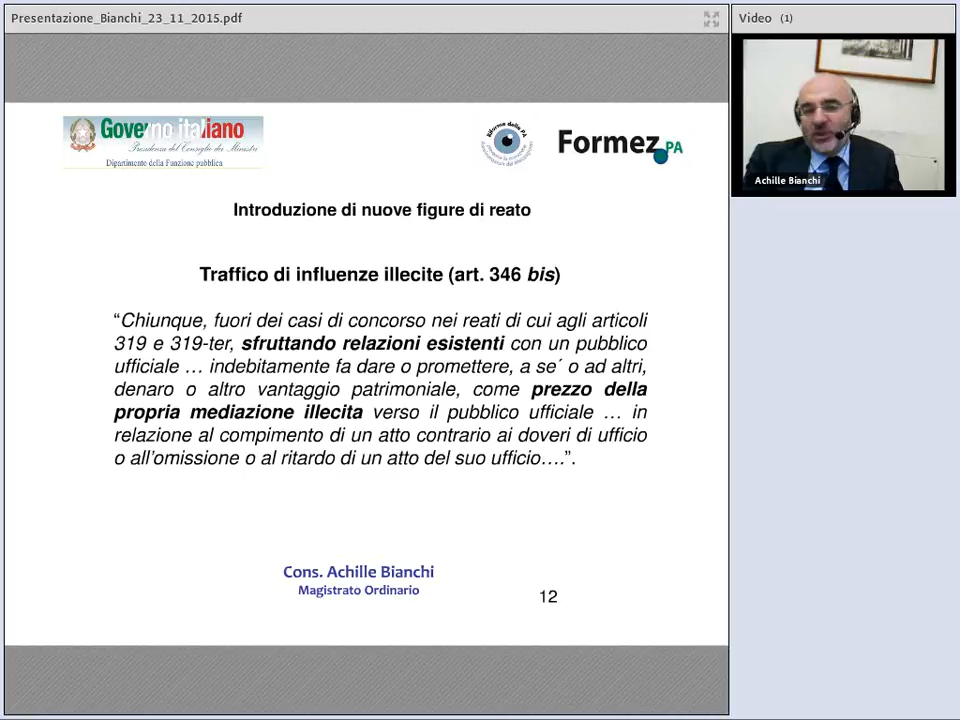 Presentazione_Bianchi_23_11_2015.pdf
Video (1)
Achille Bianchi
Governo italiano
Presidenza del Consiglio dei Ministri
Dipartimento della Funzione pubblica
Riforma della PA
Formez PA
Introduzione di nuove figure di reato
Traffico di influenze illecite (art. 346 bis)
“Chiunque, fuori dei casi di concorso nei reati di cui agli articoli
319 e 319-ter, sfruttando relazioni esistenti con un pubblico
ufficiale … indebitamente fa dare o promettere, a se´ o ad altri,
denaro o altro vantaggio patrimoniale, come prezzo della
propria mediazione illecita verso il pubblico ufficiale … in
relazione al compimento di un atto contrario ai doveri di ufficio
o all’omissione o al ritardo di un atto del suo ufficio….”.
Cons. Achille Bianchi
Magistrato Ordinario
12